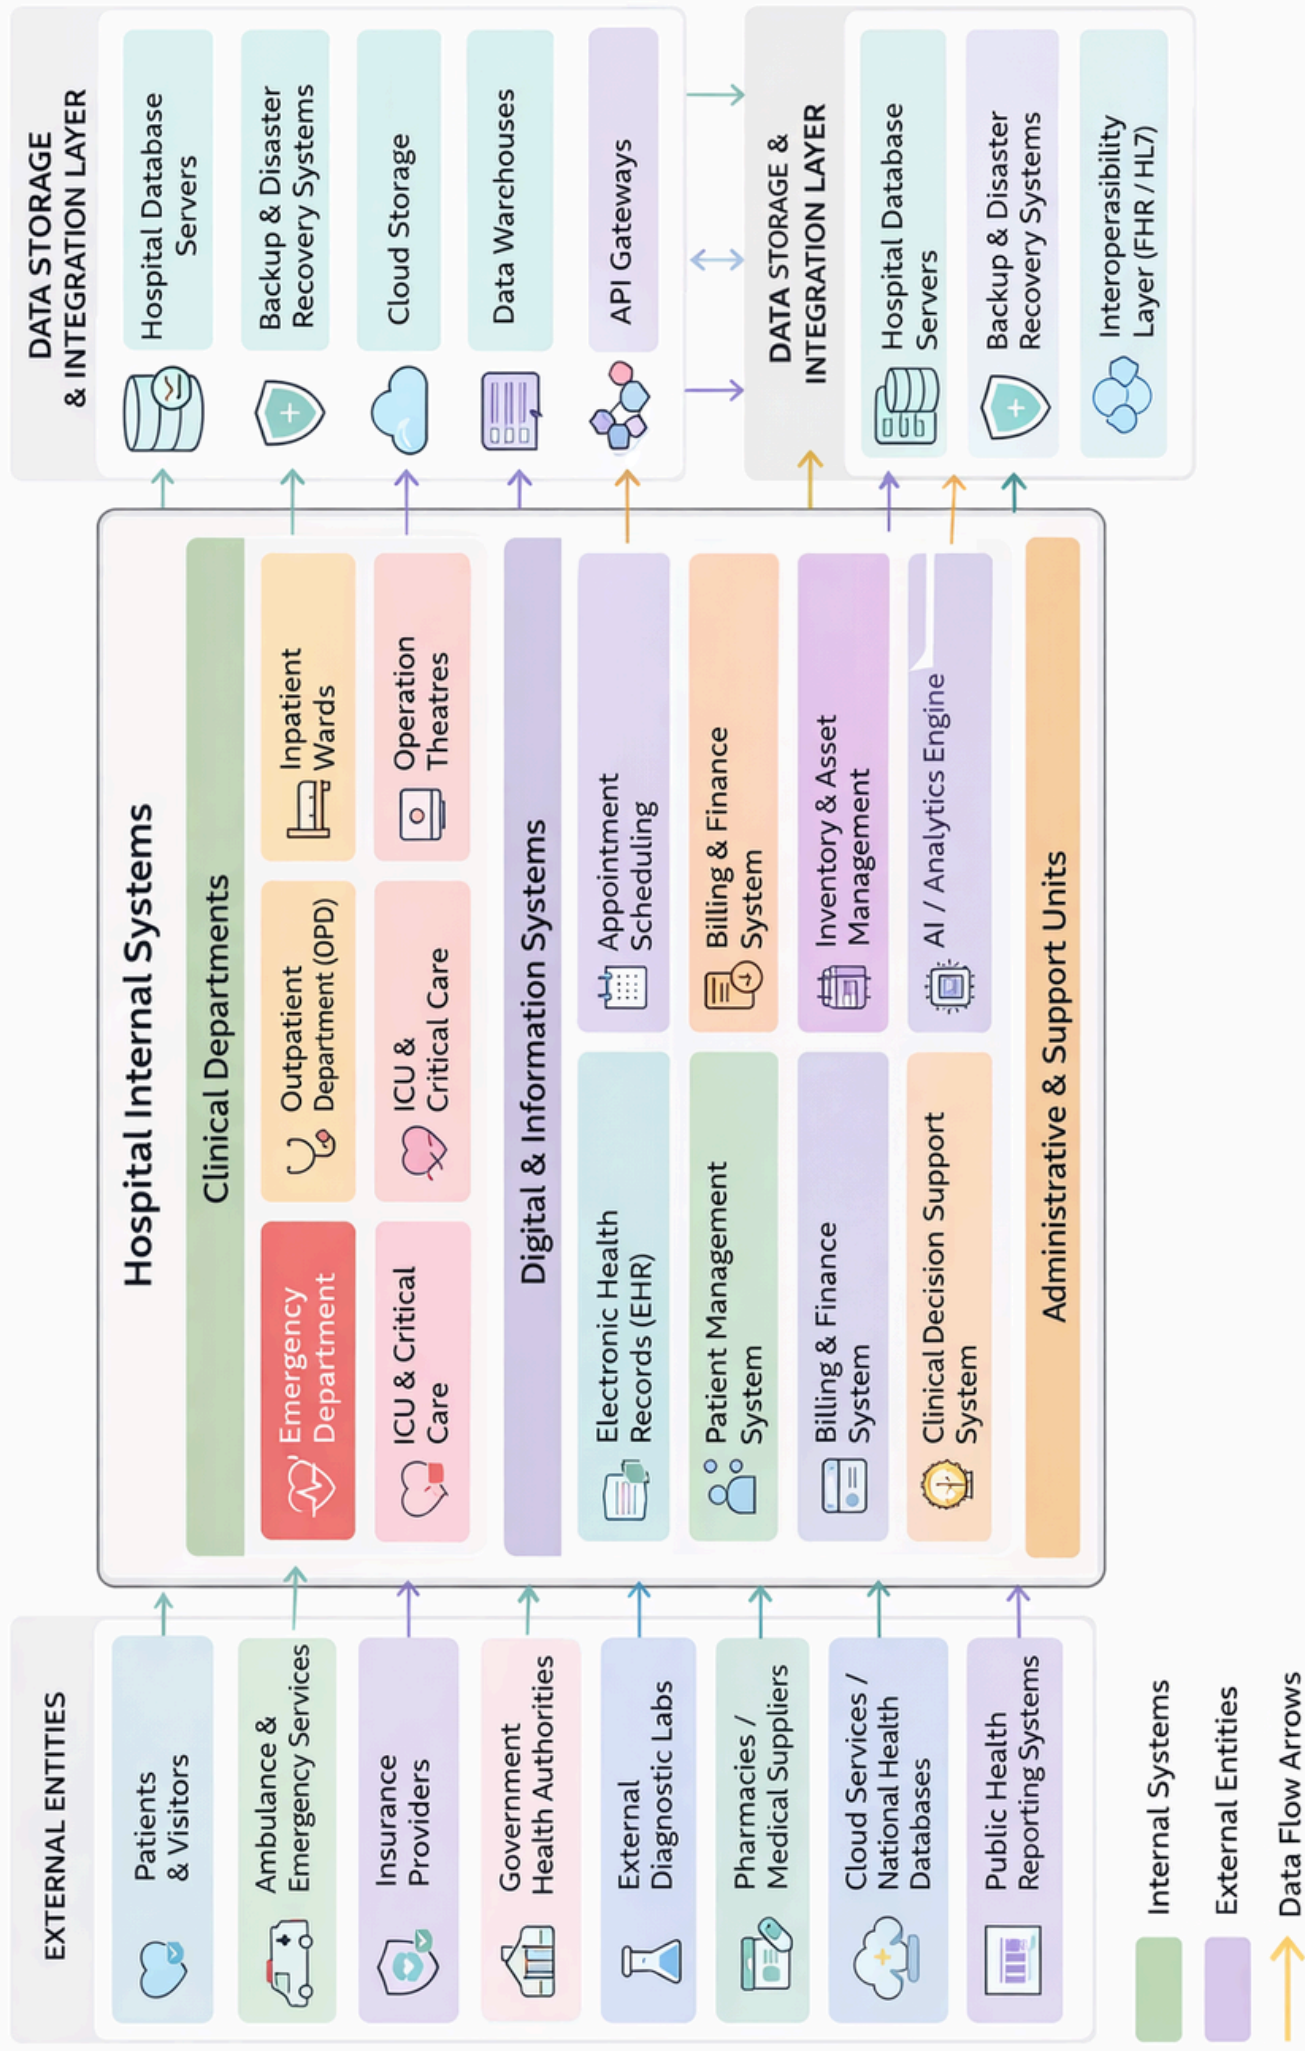 EXTERNAL ENTITIES
Patients
& Visitors
Ambulance &
Emergency Services
Insurance
Providers
Government
Health Authorities
External
Diagnostic Labs
Pharmacies /
Medical Suppliers
Cloud Services /
National Health
Databases
Public Health
Reporting Systems
Hospital Internal Systems
Clinical Departments
Emergency
Department
Outpatient
Department (OPD)
Inpatient
Wards
ICU & Critical
Care
ICU &
Critical Care
Operation
Theatres
Digital & Information Systems
Electronic Health
Records (EHR)
Appointment
Scheduling
Patient Management
System
Billing & Finance
System
Billing & Finance
System
Inventory & Asset
Management
Clinical Decision Support
System
AI / Analytics Engine
Administrative & Support Units
DATA STORAGE
& INTEGRATION LAYER
Hospital Database
Servers
Backup & Disaster
Recovery Systems
Cloud Storage
Data Warchouses
API Gateways
DATA STORAGE &
INTEGRATION LAYER
Hospital Database
Servers
Backup & Disaster
Recovery Systems
Interoperasibility
Layer (FHR / HL7)
Internal Systems
External Entities
Data Flow Arrows